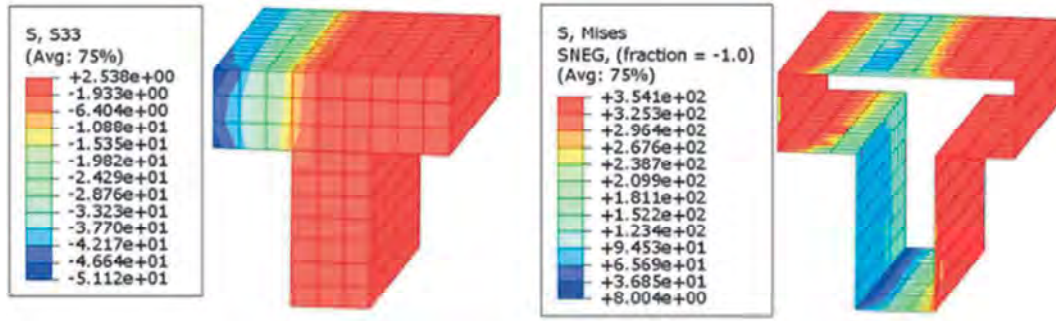 S, S33
(Avg: 75%)
+2.538e+00
-1.933e+00
-6.404e+00
-1.088e+01
-1.535e+01
-1.982e+01
-2.429e+01
-2.876e+01
-3.323e+01
-3.770e+01
-4.217e+01
-4.664e+01
-5.112e+01
S, Mises
SNEG, (fraction = -1.0)
(Avg: 75%)
+3.541e+02
+3.253e+02
+2.964e+02
+2.676e+02
+2.387e+02
+2.099e+02
+1.811e+02
+1.522e+02
+1.234e+02
+9.453e+01
+6.569e+01
+3.685e+01
+8.004e+00